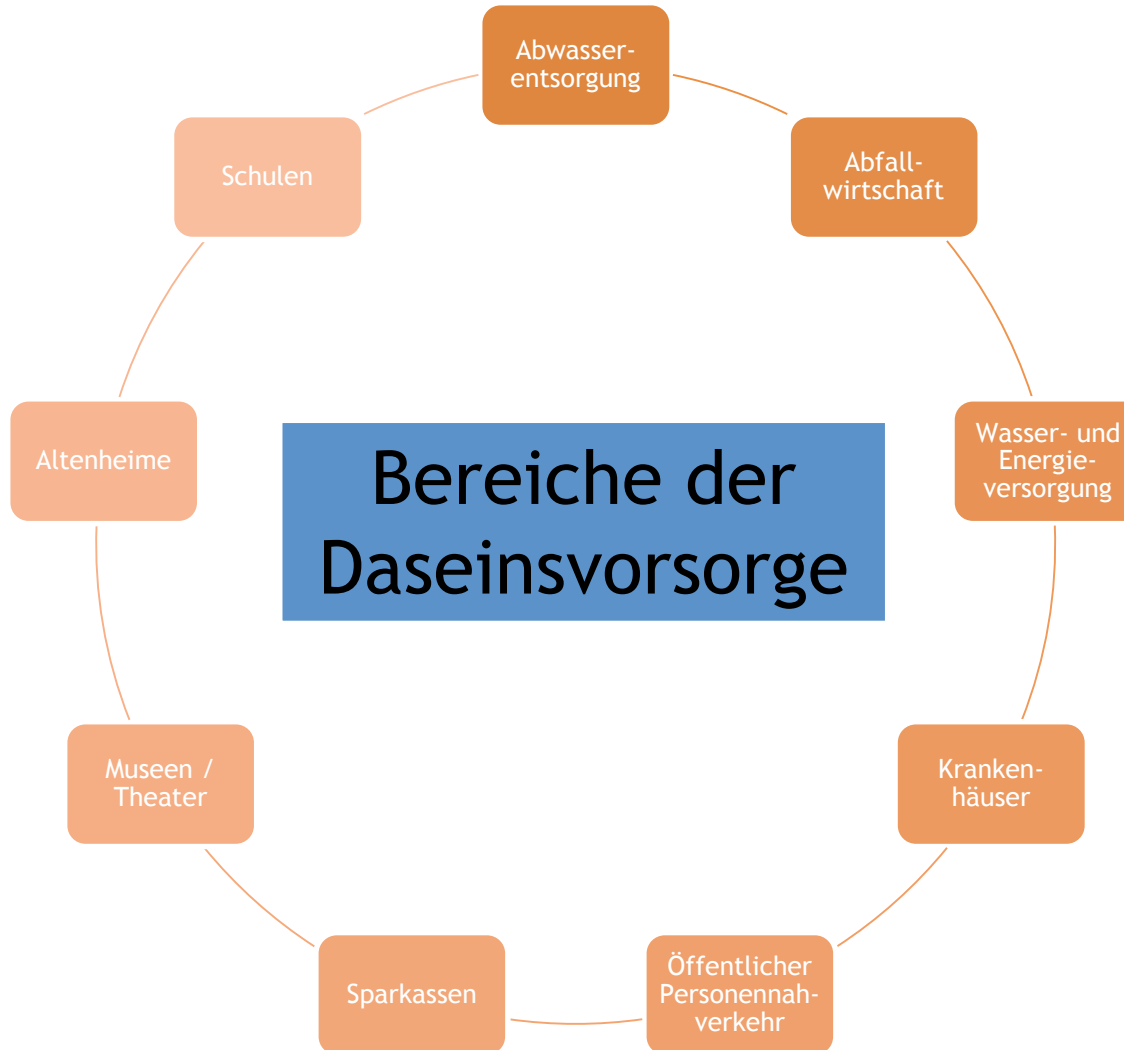 Abwasser-
entsorgung
Abfall-
wirtschaft
Wasser- und
Energie-
versorgung
Kranken-
häuser
Öffentlicher
Personennah-
verkehr
Sparkassen
Museen /
Theater
Altenheime
Schulen
Bereiche der
Daseinsvorsorge